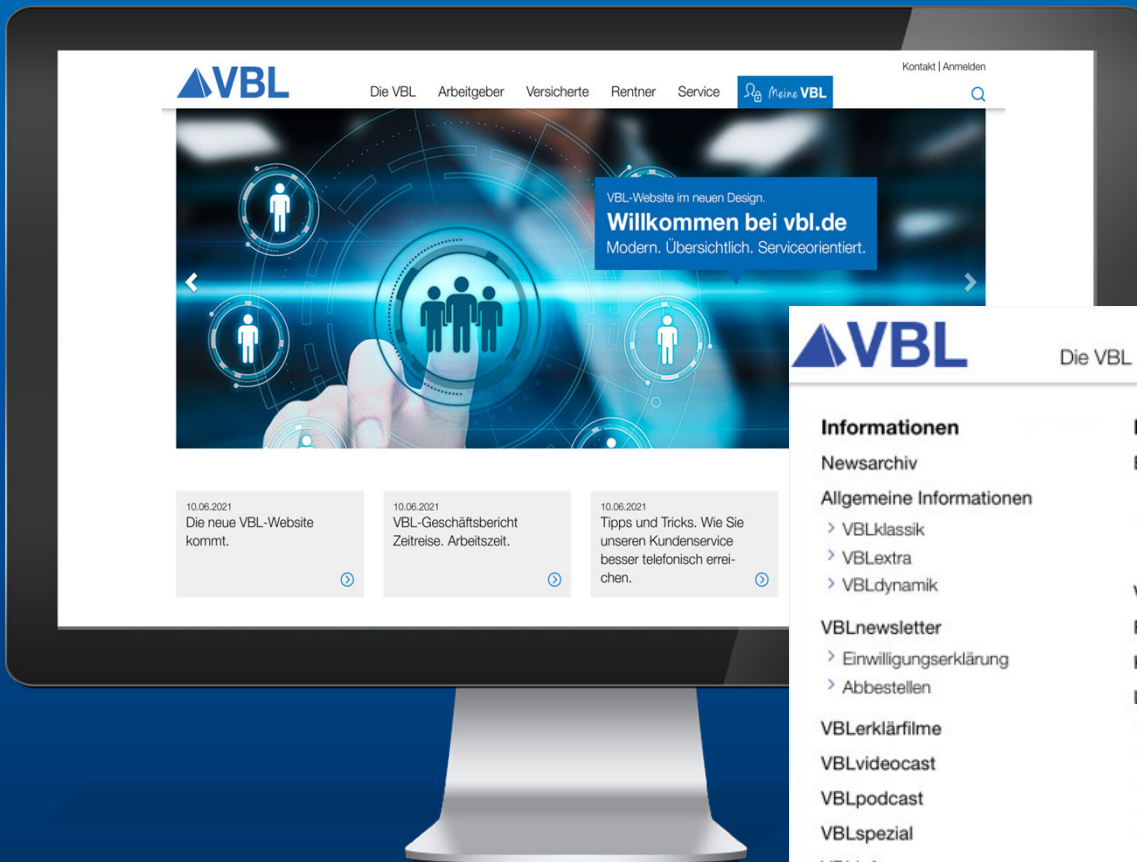 Kontakt | Anmelden
VBL
Die VBL Arbeitgeber Versicherte Rentner Service Meine VBL
VBL-Website im neuen Design.
Willkommen bei vbl.de
Modern. Übersichtlich. Serviceorientiert.
10.06.2021
Die neue VBL-Website
kommt.
10.06.2021
VBL-Geschäftsbericht
Zeitreise. Arbeitszeit.
10.06.2021
Tipps und Tricks. Wie Sie
unseren Kundenservice
besser telefonisch errei-
chen.
VBL
Die VBL
Informationen
Newsarchiv
Allgemeine Informationen
VBLklassik
VBLextra
VBLdynamik
VBLnewsletter
Einwilligungserklärung
Abbestellen
VBLerklärfilme
VBLvideocast
VBLpodcast
VBLspezial